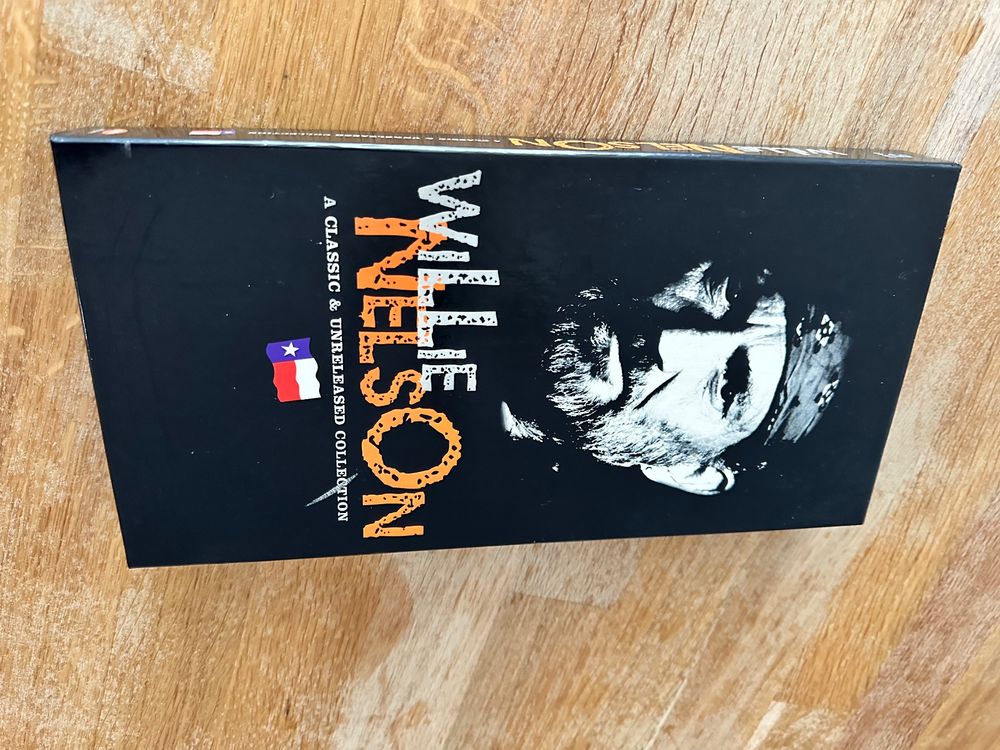 WILLIE
NELSON
A CLASSIC & UNRELEASED COLLECTION